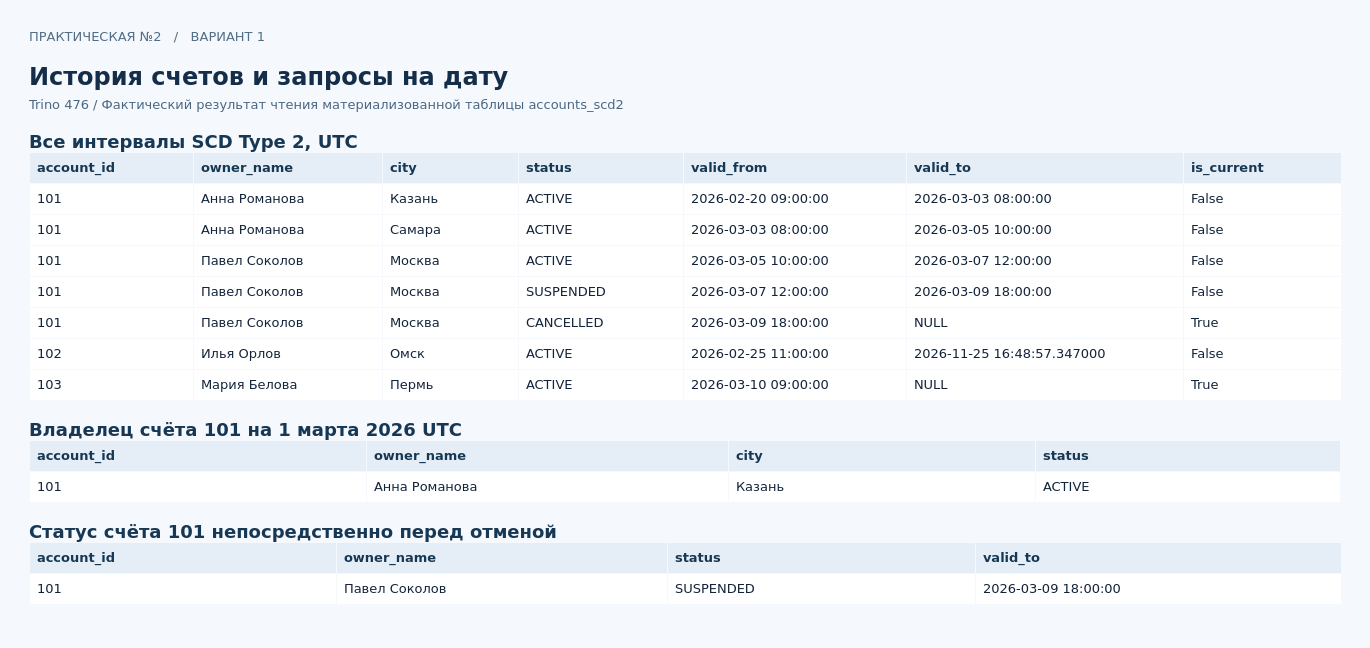 ПРАКТИЧЕСКАЯ №2 / ВАРИАНТ 1
История счетов и запросы на дату
Trino 476 / Фактический результат чтения материализованной таблицы accounts_scd2
Все интервалы SCD Type 2, UTC
account_id owner_name city status valid_from valid_to is_current
101 Анна Романова Казань ACTIVE 2026-02-20 09:00:00 2026-03-03 08:00:00 False
101 Анна Романова Самара ACTIVE 2026-03-03 08:00:00 2026-03-05 10:00:00 False
101 Павел Соколов Москва ACTIVE 2026-03-05 10:00:00 2026-03-07 12:00:00 False
101 Павел Соколов Москва SUSPENDED 2026-03-07 12:00:00 2026-03-09 18:00:00 False
101 Павел Соколов Москва CANCELLED 2026-03-09 18:00:00 NULL True
102 Илья Орлов Омск ACTIVE 2026-02-25 11:00:00 2026-11-25 16:48:57.347000 False
103 Мария Белова Пермь ACTIVE 2026-03-10 09:00:00 NULL True
Владелец счёта 101 на 1 марта 2026 UTC
account_id owner_name city status
101 Анна Романова Казань ACTIVE
Статус счёта 101 непосредственно перед отменой
account_id owner_name status valid_to
101 Павел Соколов SUSPENDED 2026-03-09 18:00:00